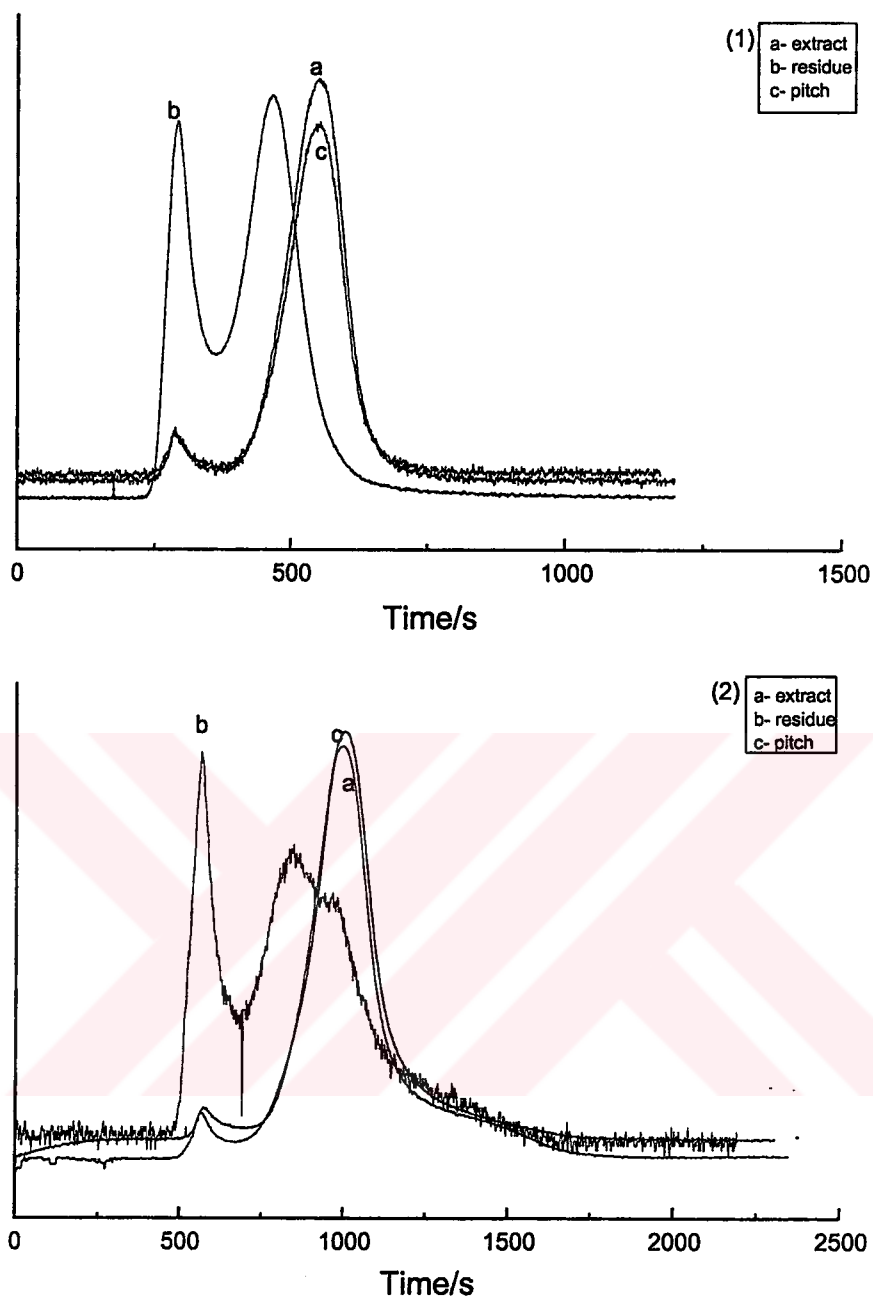 (1)
a- extract
b- residue
c- pitch
b
a
c
0 500 1000 1500
Time/s
(2)
a- extract
b- residue
c- pitch
b
c
a
0 500 1000 1500 2000 2500
Time/s